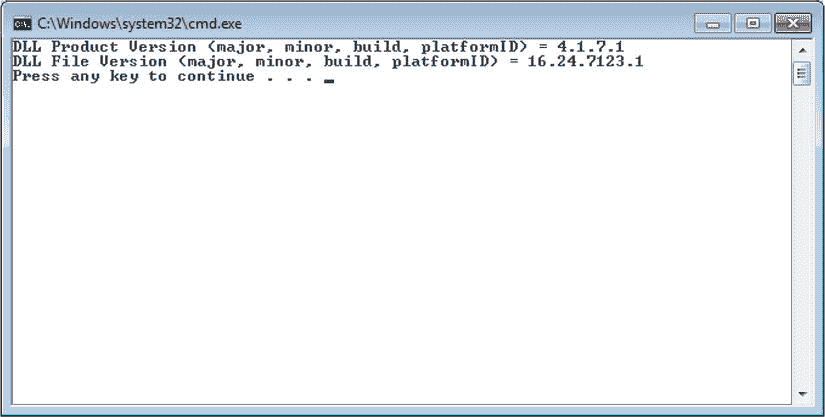 C:\Windows\system32\cmd.exe
DLL Product Version (major, minor, build, platformID) = 4.1.7.1
DLL File Version (major, minor, build, platformID) = 16.24.7123.1
Press any key to continue . . . _